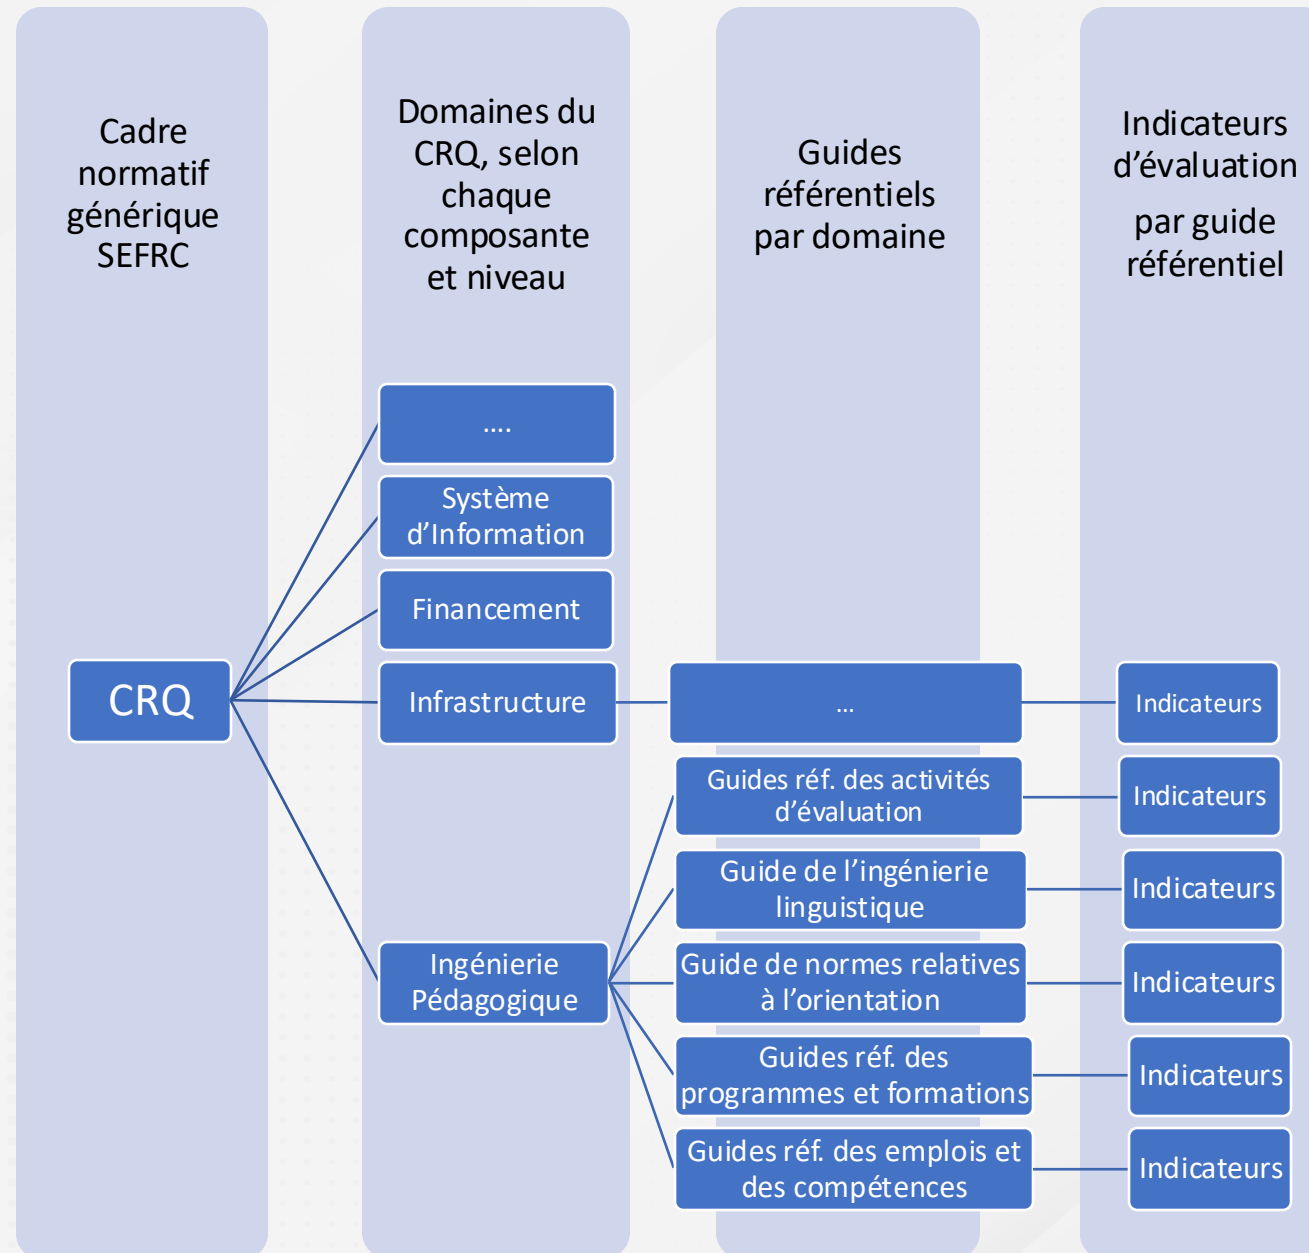 Cadre
normatif
générique
SEFRC
Domaines du
CRQ, selon
chaque
composante
et niveau
Guides
référentiels
par domaine
Indicateurs
d’évaluation
par guide
référentiel
....
Système
d’Information
Financement
CRQ
Infrastructure
...
Indicateurs
Guides réf. des activités
d’évaluation
Indicateurs
Guide de l’ingénierie
linguistique
Indicateurs
Ingénierie
Pédagogique
Guide de normes relatives
à l’orientation
Indicateurs
Guides réf. des
programmes et formations
Indicateurs
Guides réf. des emplois et
des compétences
Indicateurs